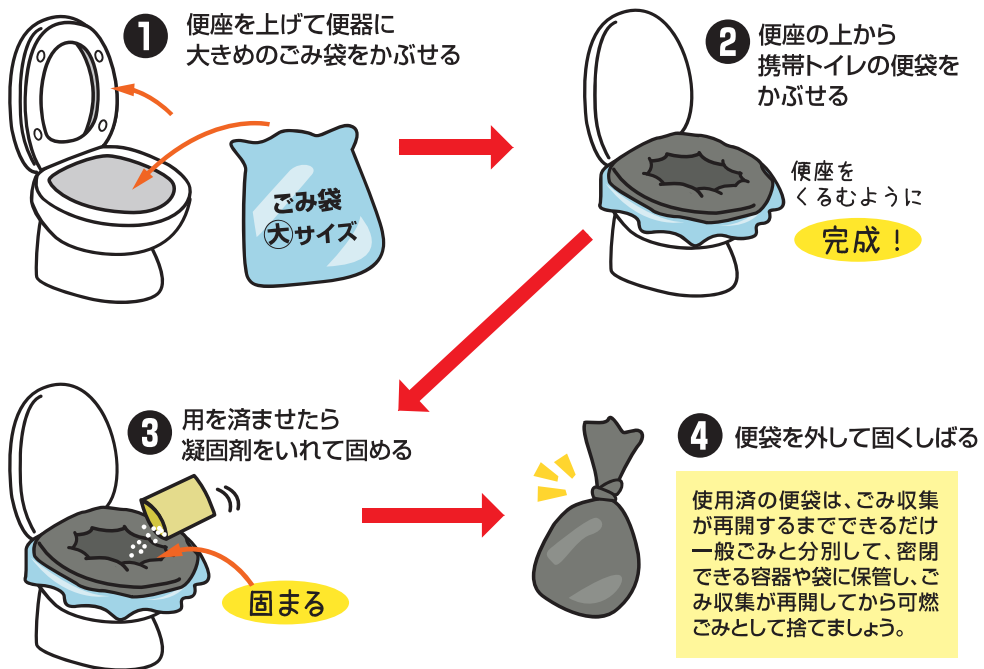 1 便座を上げて便器に
大きめのごみ袋をかぶせる
ごみ袋
大サイズ
2 便座の上から
携帯トイレの便袋を
かぶせる
便座を
くるむように
完成！
3 用を済ませたら
凝固剤をいれて固める
固まる
4 便袋を外して固くしばる
使用済の便袋は、ごみ収集
が再開するまでできるだけ
一般ごみと分別して、密閉
できる容器や袋に保管し、ご
み収集が再開してから可燃
ごみとして捨てましょう。